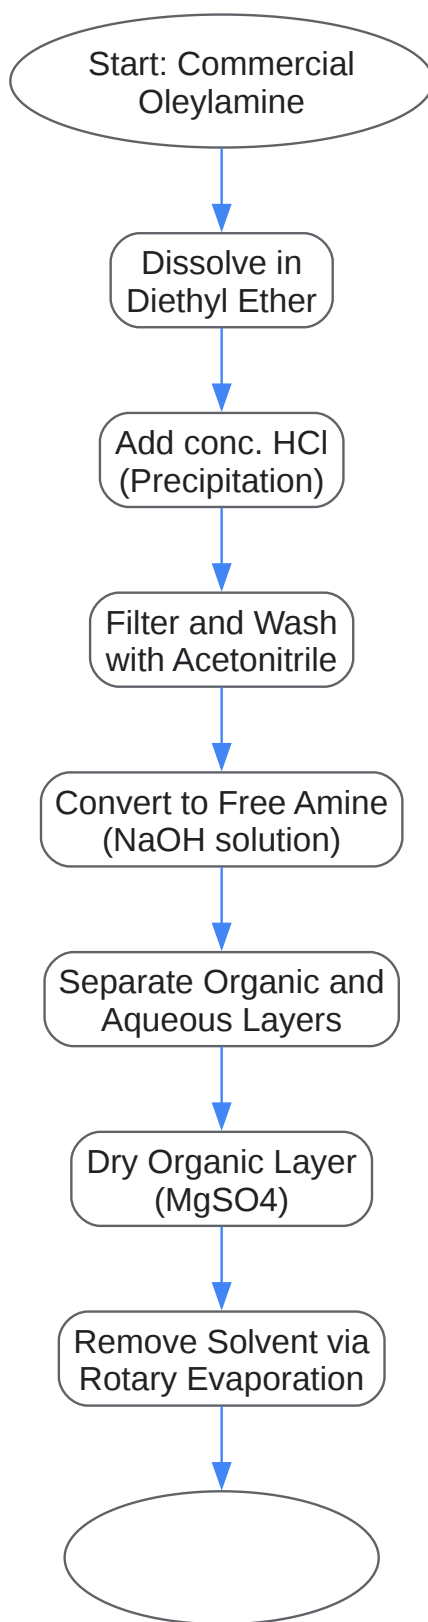 Start: Commercial
Oleylamine
Dissolve in
Diethyl Ether
Add conc. HCl
(Precipitation)
Filter and Wash
with Acetonitrile
Convert to Free Amine
(NaOH solution)
Separate Organic and
Aqueous Layers
Dry Organic Layer
(MgSO4)
Remove Solvent via
Rotary Evaporation